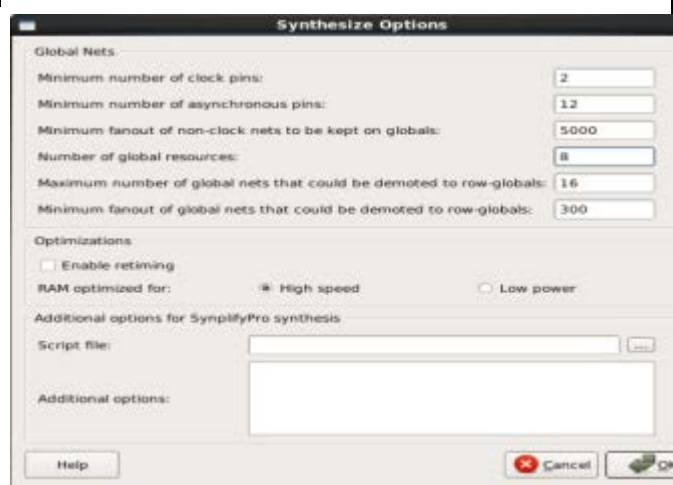 Synthesize Options
Global Nets
Minimum number of clock pins: 2
Minimum number of asynchronous pins: 12
Minimum fanout of non-clock nets to be kept on globals: 5000
Number of global resources: 8
Maximum number of global nets that could be demoted to row-globals: 16
Minimum fanout of global nets that could be demoted to row-globals: 300
Optimizations
Enable retiming
RAM optimized for: High speed Low power
Additional options for SynplifyPro synthesis
Script file: ...
Additional options:
Help Cancel OK